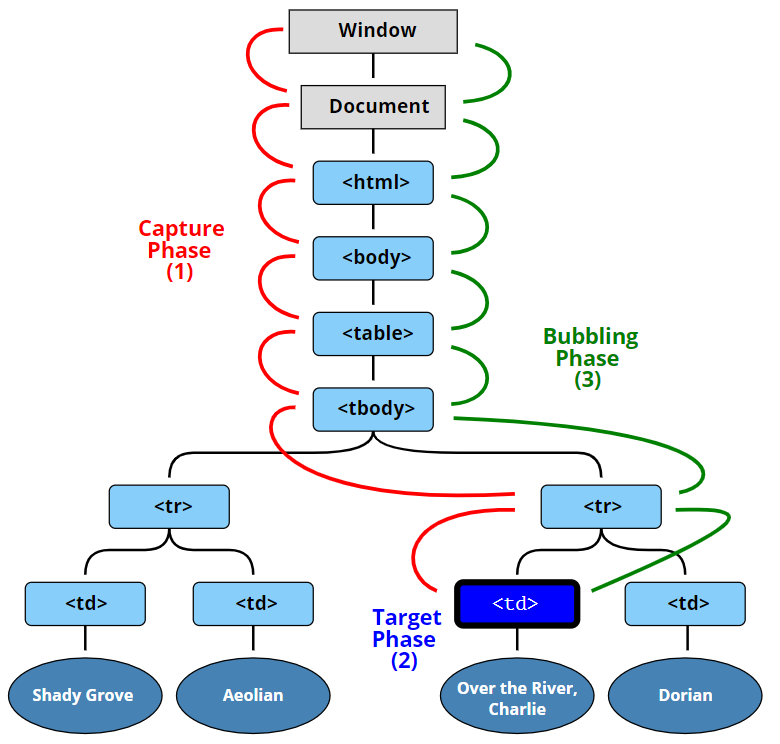 Window
Document
<html>
Capture
Phase
(1)
<body>
<table>
Bubbling
Phase
(3)
<tbody>
<tr>
<tr>
<td>
<td>
Target
Phase
(2)
<td>
<td>
Shady Grove
Aeolian
Over the River,
Charlie
Dorian